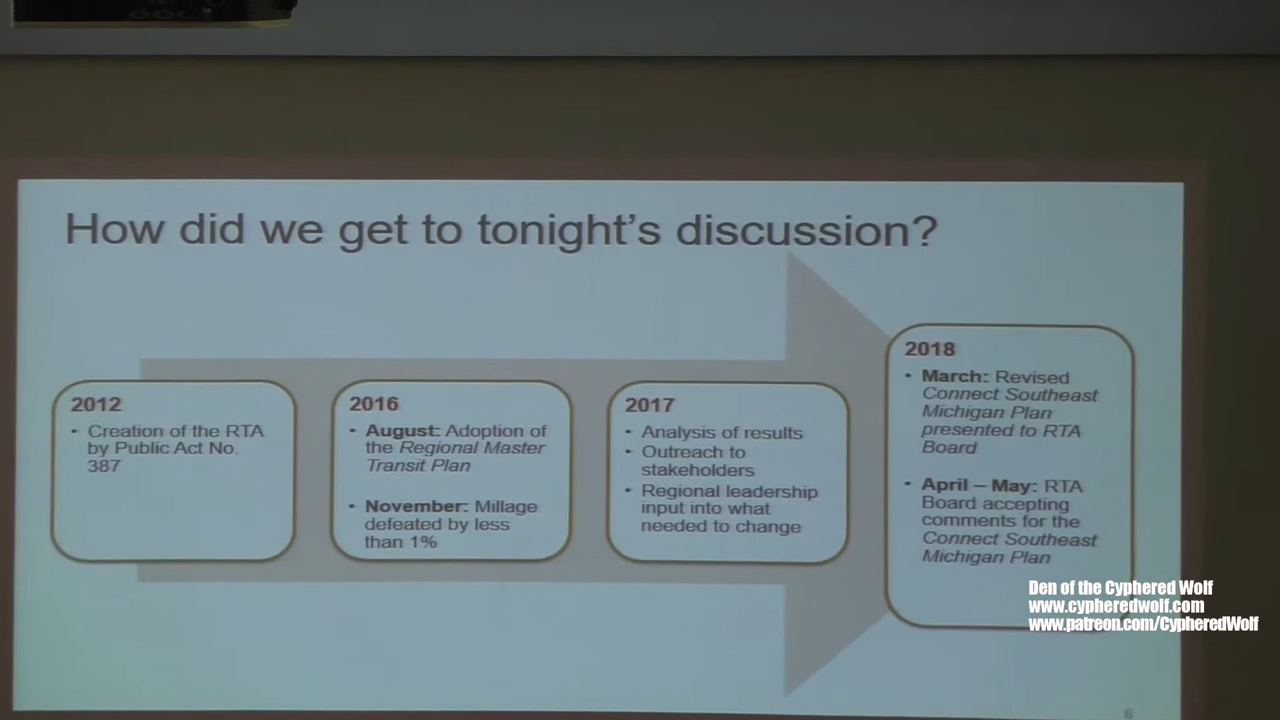 How did we get to tonight's discussion?
2012
• Creation of the RTA
by Public Act No.
387
2016
• August: Adoption of
the Regional Master
Transit Plan
• November: Millage
defeated by less
than 1%
2017
• Analysis of results
• Outreach to
stakeholders
• Regional leadership
input into what
needed to change
2018
• March: Revised
Connect Southeast
Michigan Plan
presented to RTA
Board
• April – May: RTA
Board accepting
comments for the
Connect Southeast
Michigan Plan
Den of the Cyphered Wolf
www.cypheredwolf.com
www.patreon.com/CypheredWolf
6